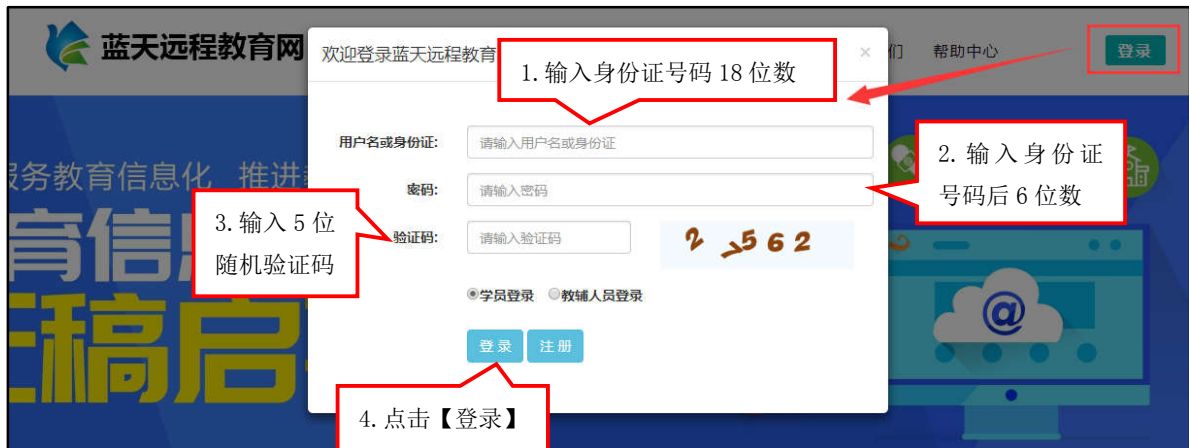 蓝天远程教育网
欢迎登录蓝天远程教育
×
们
帮助中心
登录
1.输入身份证号码 18 位数
用户名或身份证:
请输入用户名或身份证
2.输入身份证
号码后 6 位数
服务教育信息化 推进
密码:
请输入密码
3.输入 5 位
随机验证码
验证码:
请输入验证码
562
育信息
学员登录
教辅人员登录
@
稿启
登 录
注 册
4.点击【登录】